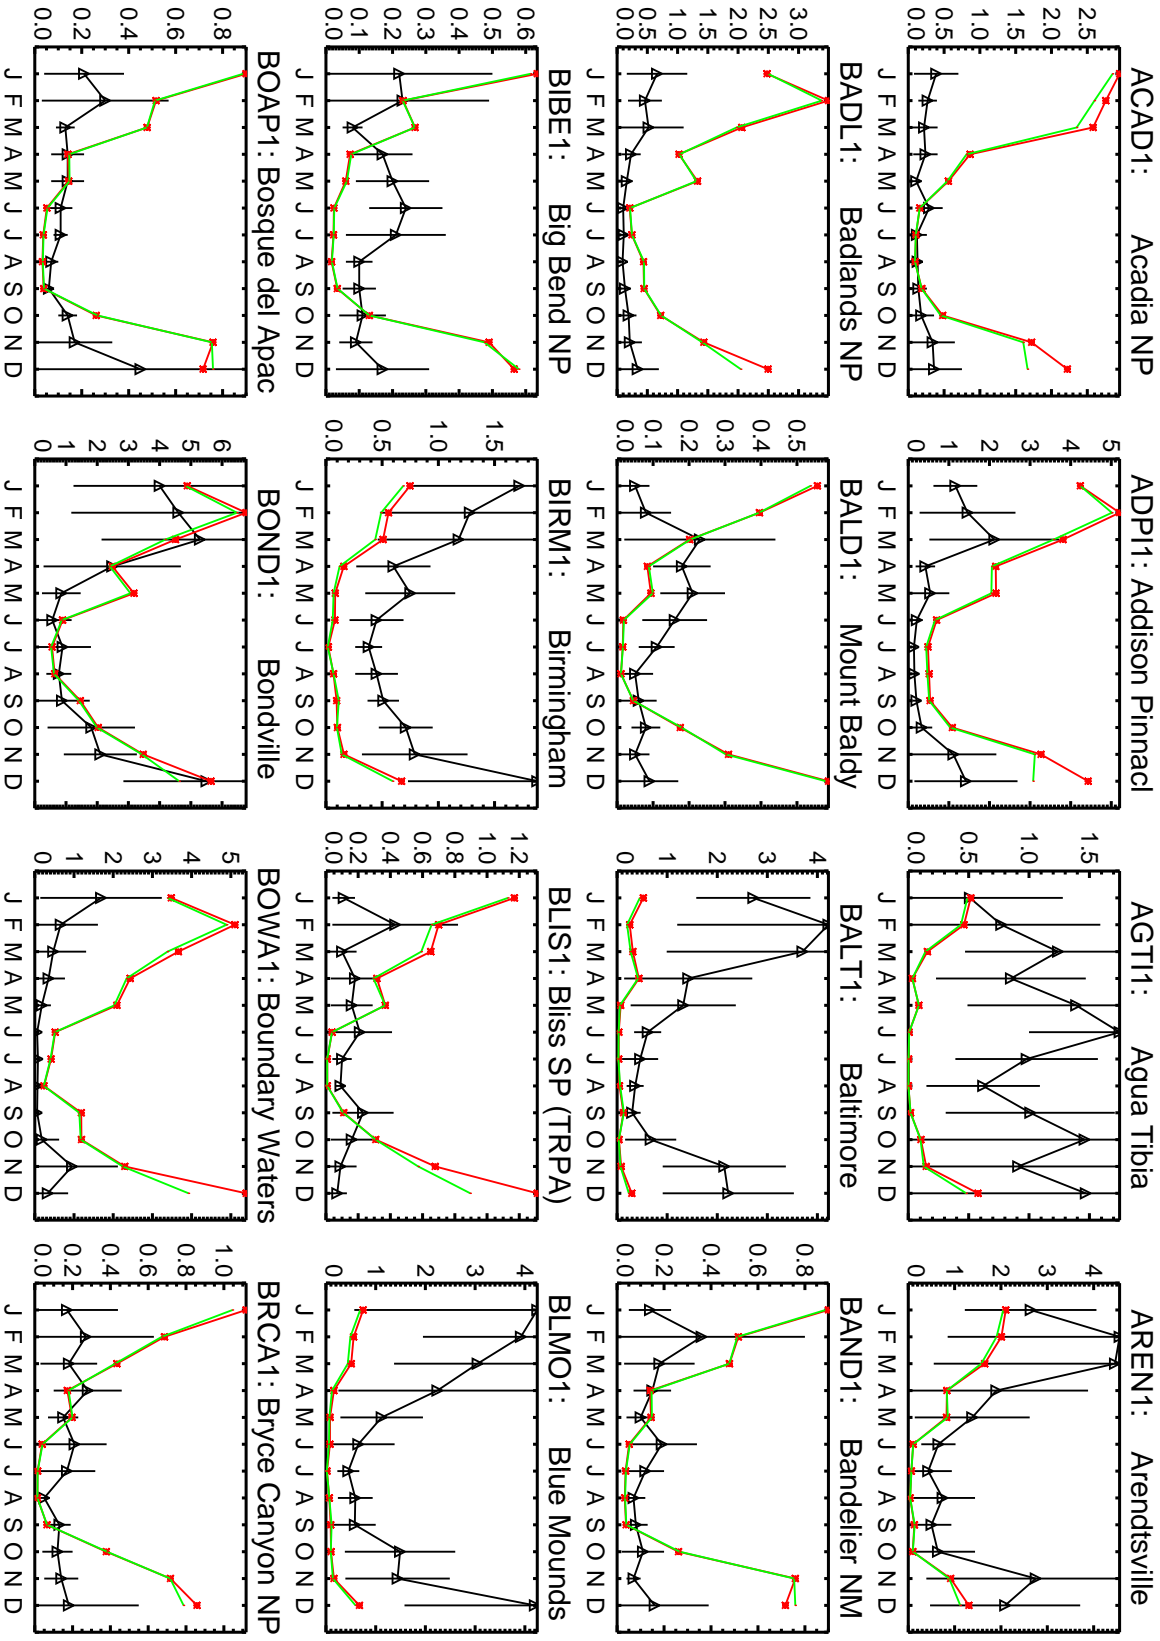 ACAD1: Acadia NP
2.5
2.0
1.5
1.0
0.5
0.0
J F M A M J J A S O N D
ADPI1: Addison Pinnacl
5
4
3
2
1
0
J F M A M J J A S O N D
AGTI1: Agua Tibia
1.5
1.0
0.5
0.0
J F M A M J J A S O N D
AREN1: Arendtsville
4
3
2
1
0
J F M A M J J A S O N D
BADL1: Badlands NP
3.0
2.5
2.0
1.5
1.0
0.5
0.0
J F M A M J J A S O N D
BALD1: Mount Baldy
0.5
0.4
0.3
0.2
0.1
0.0
J F M A M J J A S O N D
BALT1: Baltimore
4
3
2
1
0
J F M A M J J A S O N D
BAND1: Bandelier NM
0.8
0.6
0.4
0.2
0.0
J F M A M J J A S O N D
BIBE1: Big Bend NP
0.6
0.5
0.4
0.3
0.2
0.1
0.0
J F M A M J J A S O N D
BIRM1: Birmingham
1.5
1.0
0.5
0.0
J F M A M J J A S O N D
BLIS1: Bliss SP (TRPA)
1.2
1.0
0.8
0.6
0.4
0.2
0.0
J F M A M J J A S O N D
BLMO1: Blue Mounds
4
3
2
1
0
J F M A M J J A S O N D
BOAP1: Bosque del Apac
0.8
0.6
0.4
0.2
0.0
J F M A M J J A S O N D
BOND1: Bondville
6
5
4
3
2
1
0
J F M A M J J A S O N D
BOWA1: Boundary Waters
5
4
3
2
1
0
J F M A M J J A S O N D
BRCA1: Bryce Canyon NP
1.0
0.8
0.6
0.4
0.2
0.0
J F M A M J J A S O N D